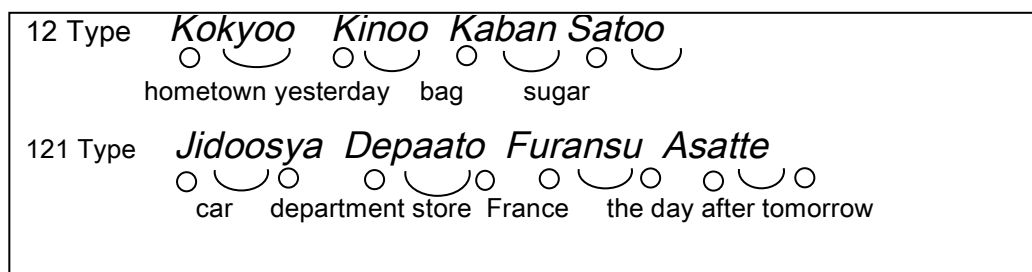 12 Type Kokyoo Kinoo Kaban Satoo
hometown yesterday bag sugar
121 Type Jidoosya Depaato Furansu Asatte
car department store France the day after tomorrow